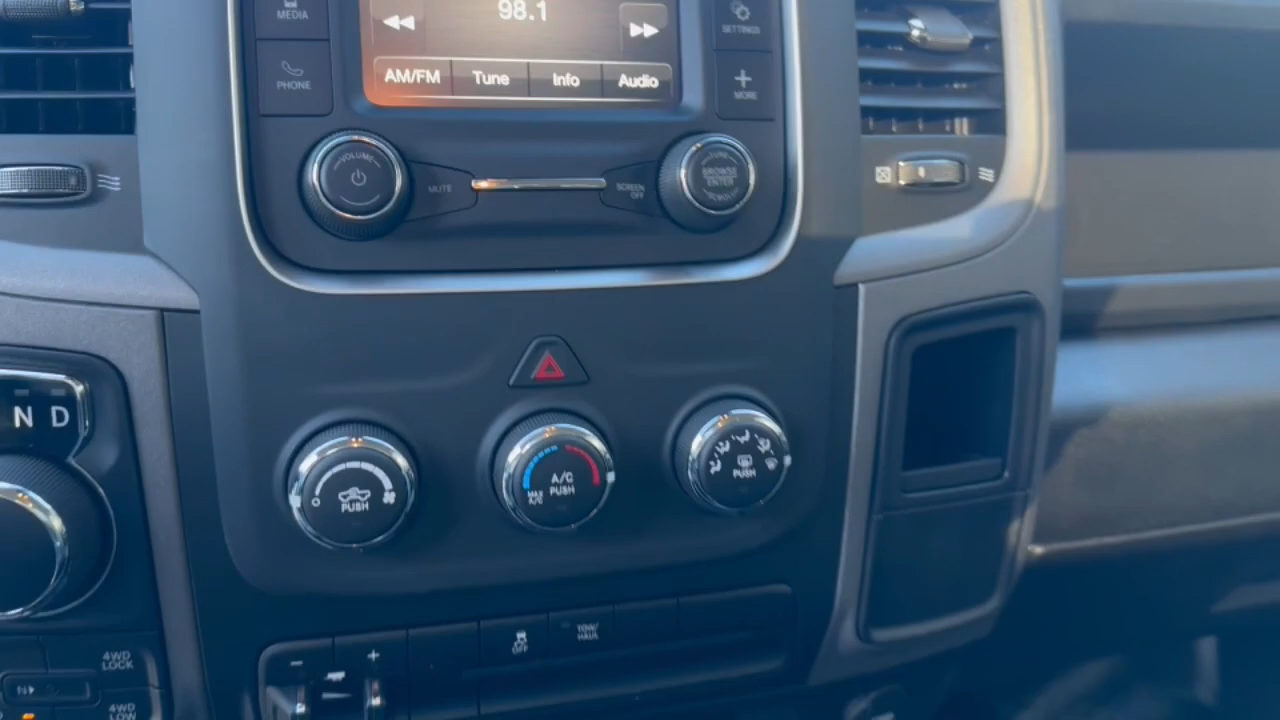 MEDIA
98.1
SETTINGS
PHONE
AM/FM
Tune
Info
Audio
MORE
VOLUME
MUTE
SCREEN
OFF
BROWSE
ENTER
N D
PUSH
A/C
PUSH
MAX
A/C
PUSH
OFF
TOW/
HAUL
4WD
LOCK
N
4WD
LOW